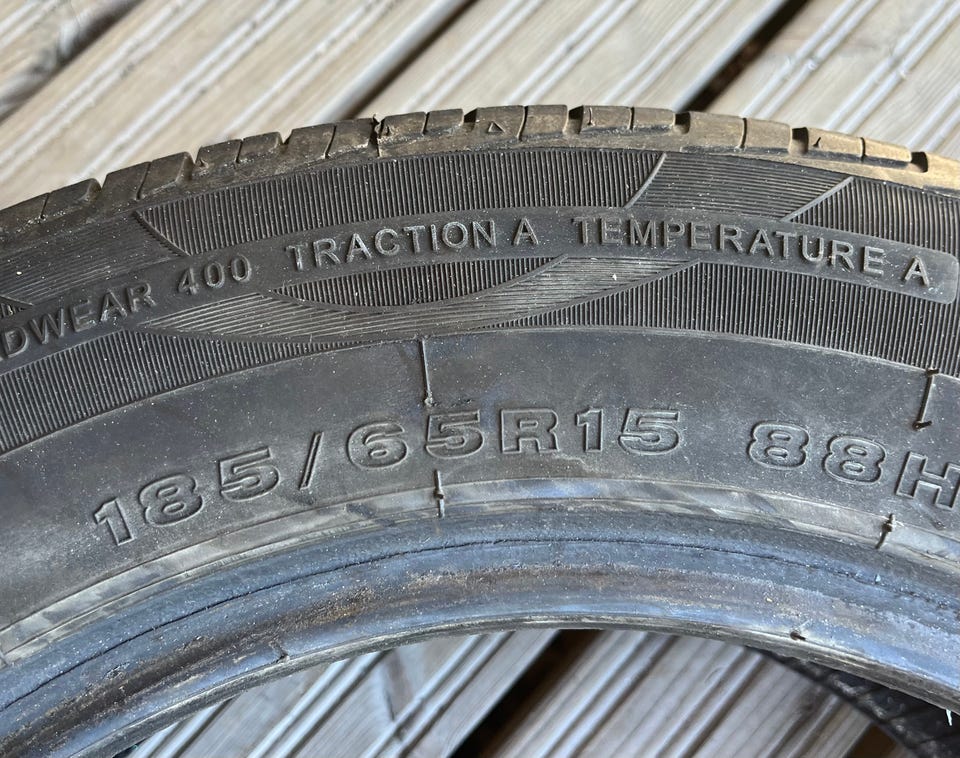 DWEAR 400 TRACTION A TEMPERATURE A
185/65R15 88H